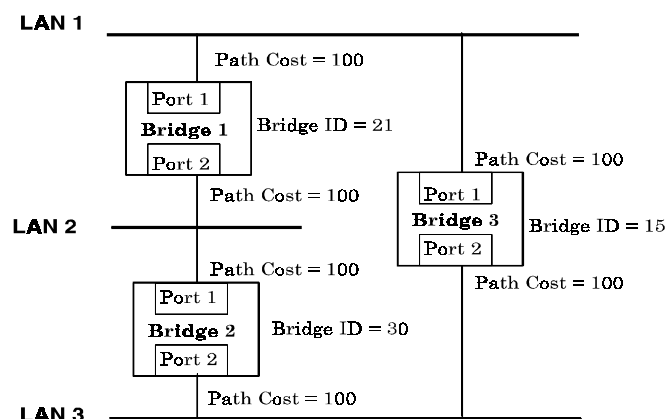 LAN 1
Path Cost = 100
Port 1
Bridge 1
Bridge ID = 21
Port 2
Path Cost = 100
Path Cost = 100
Port 1
Bridge 3
Bridge ID = 15
Port 2
Path Cost = 100
LAN 2
Path Cost = 100
Port 1
Bridge 2
Bridge ID = 30
Port 2
Path Cost = 100
LAN 3